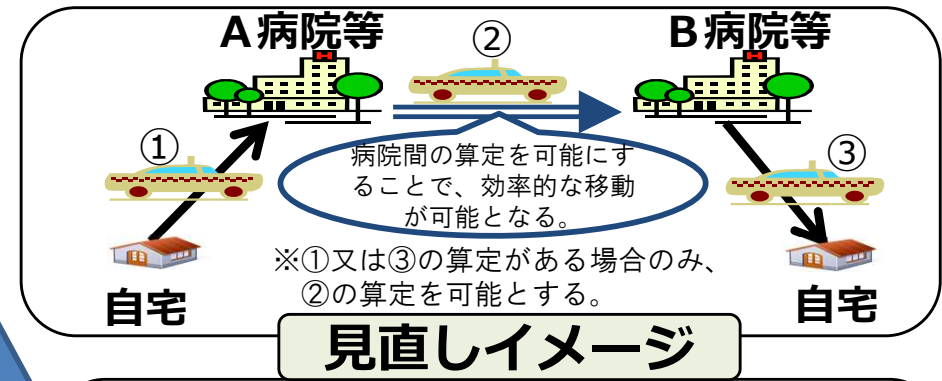 A病院等
②
B病院等
①
病院間の算定を可能にす
ることで、効率的な移動
が可能となる。
③
※①又は③の算定がある場合のみ、
②の算定を可能とする。
自宅
自宅
見直しイメージ